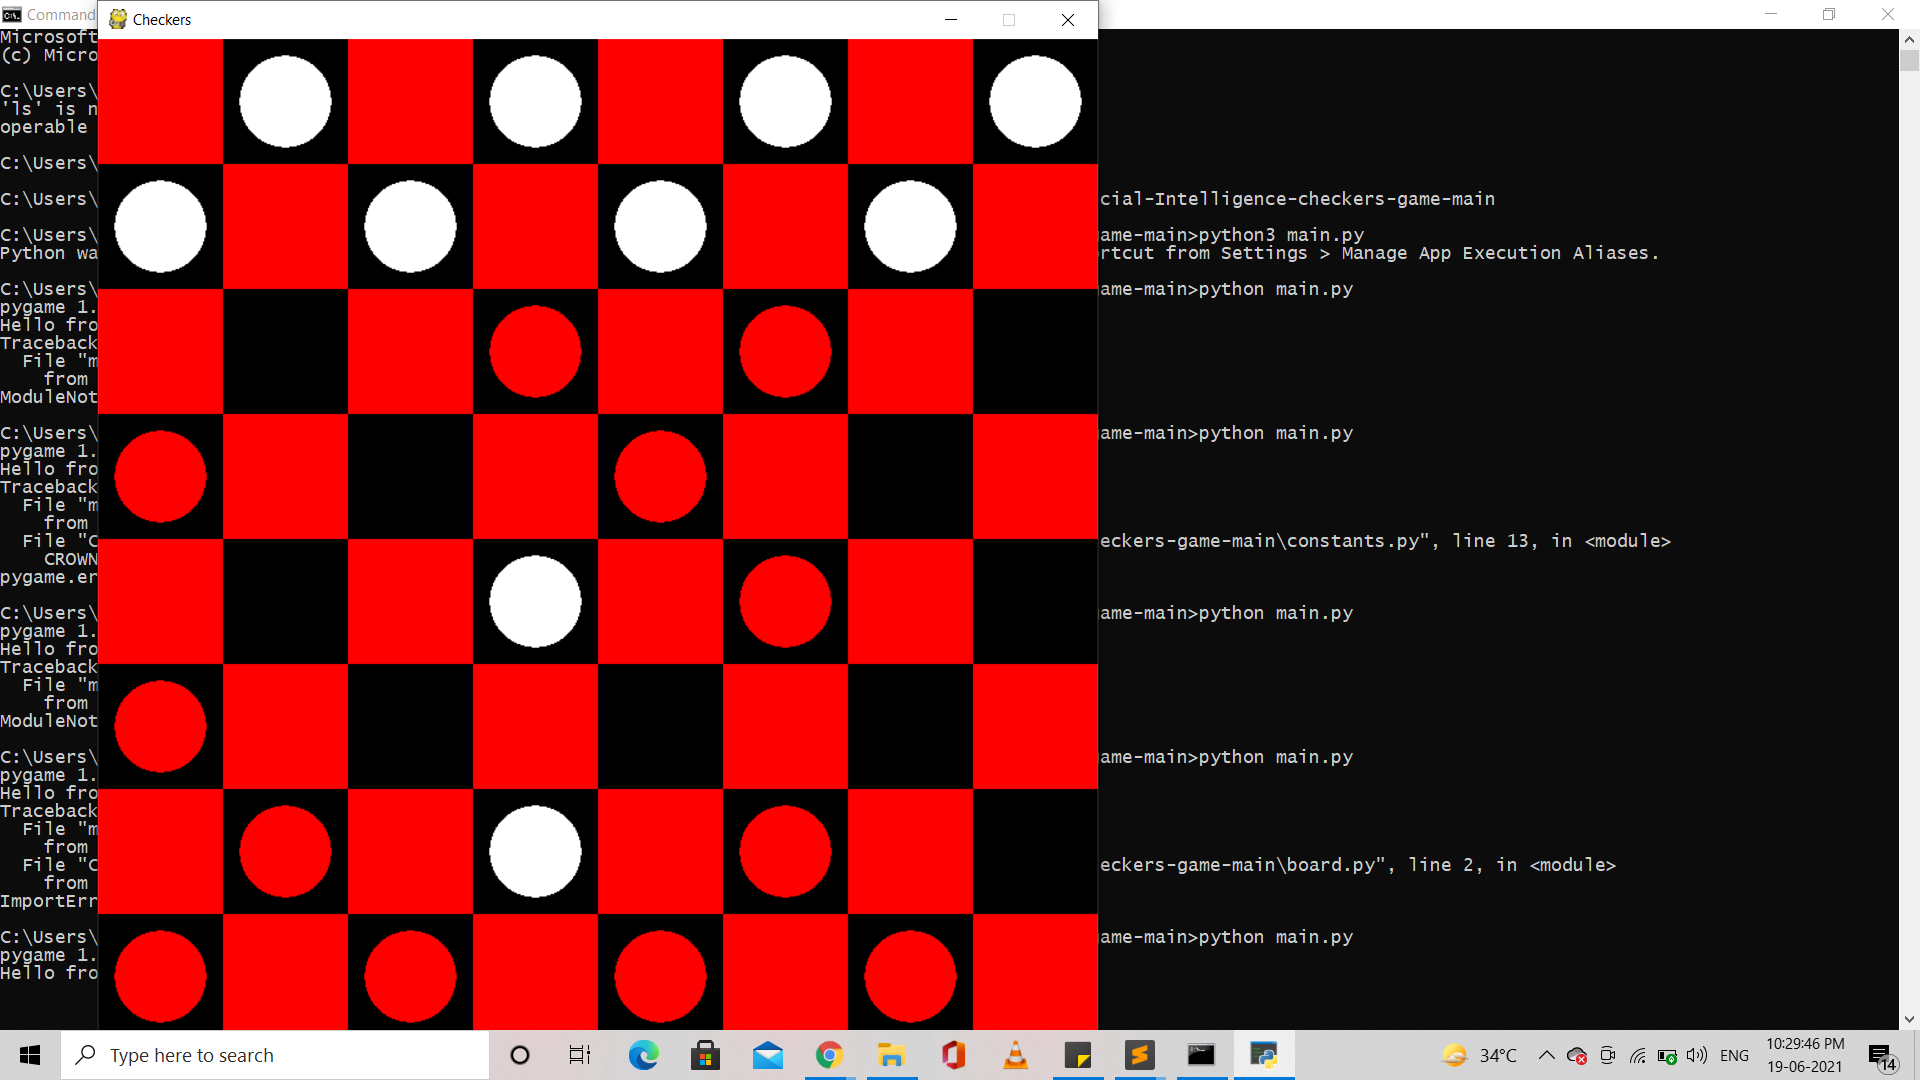 Command
Checkers
Microsoft
(c) Micro
C:\Users\
'ls' is n
operable
C:\Users\
C:\Users\
cial-Intelligence-checkers-game-main
C:\Users\
ame-main>python3 main.py
Python wa
rtcut from Settings > Manage App Execution Aliases.
C:\Users\
ame-main>python main.py
pygame 1.
Hello fro
Traceback
File "m
from
ModuleNot
C:\Users\
ame-main>python main.py
pygame 1.
Hello fro
Traceback
File "m
from
File "C
eckers-game-main\constants.py", line 13, in <module>
CROWN
pygame.er
C:\Users\
ame-main>python main.py
pygame 1.
Hello fro
Traceback
File "m
from
ModuleNot
C:\Users\
ame-main>python main.py
pygame 1.
Hello fro
Traceback
File "m
from
File "C
eckers-game-main\board.py", line 2, in <module>
from
ImportErr
C:\Users\
ame-main>python main.py
pygame 1.
Hello fro
Type here to search
34°C
ENG
10:29:46 PM
19-06-2021
14